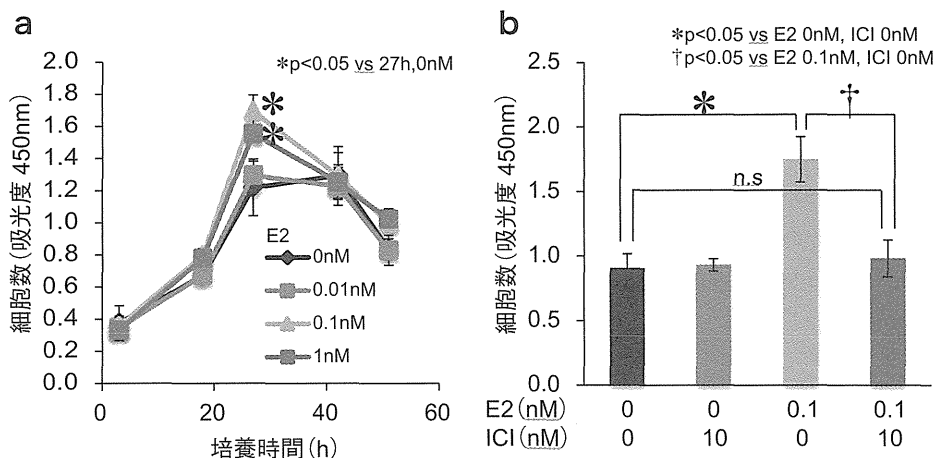 a
*p<0.05 vs 27h,0nM
細胞数(吸光度 450nm)
1.8
1.6
1.4
1.2
1.0
0.8
0.6
0.4
0.2
0.0
*
*
E2
0nM
0.01nM
0.1nM
1nM
0 20 40 60
培養時間(h)
b
*p<0.05 vs E2 0nM, ICI 0nM
†p<0.05 vs E2 0.1nM, ICI 0nM
細胞数(吸光度 450nm)
2.5
2.0
1.5
1.0
0.5
0.0
* †
n.s
E2(nM) 0 0 0.1 0.1
ICI(nM) 0 10 0 10